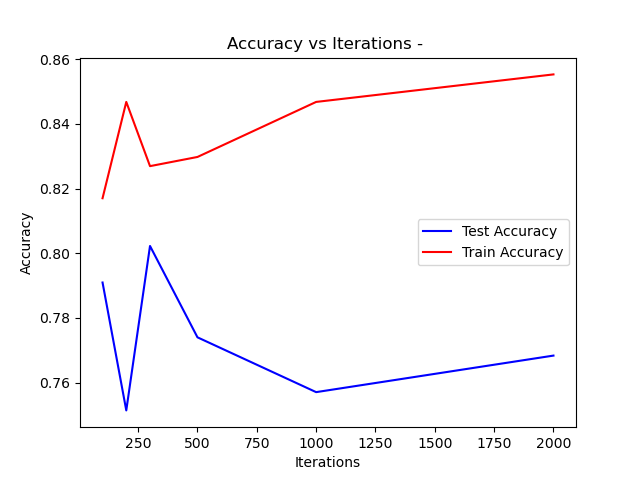 Accuracy vs Iterations -
0.86
0.84
0.82
0.80
0.78
0.76
Accuracy
Test Accuracy
Train Accuracy
250 500 750 1000 1250 1500 1750 2000
Iterations